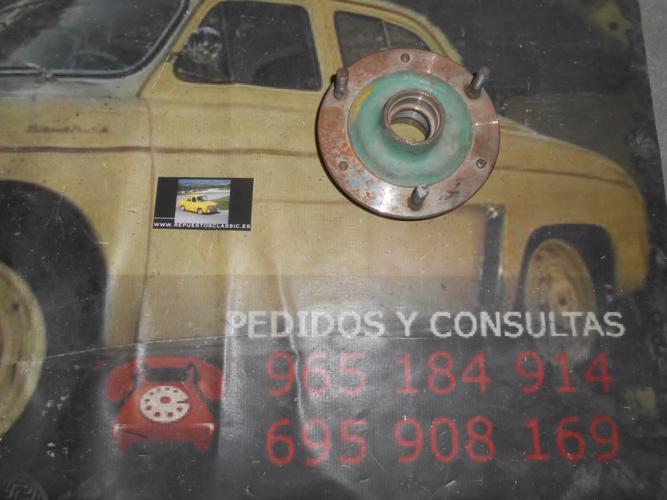 WWW.REPUESTOSCLASSIC.ES
PEDIDOS Y CONSULTAS
965 184 914
695 908 169